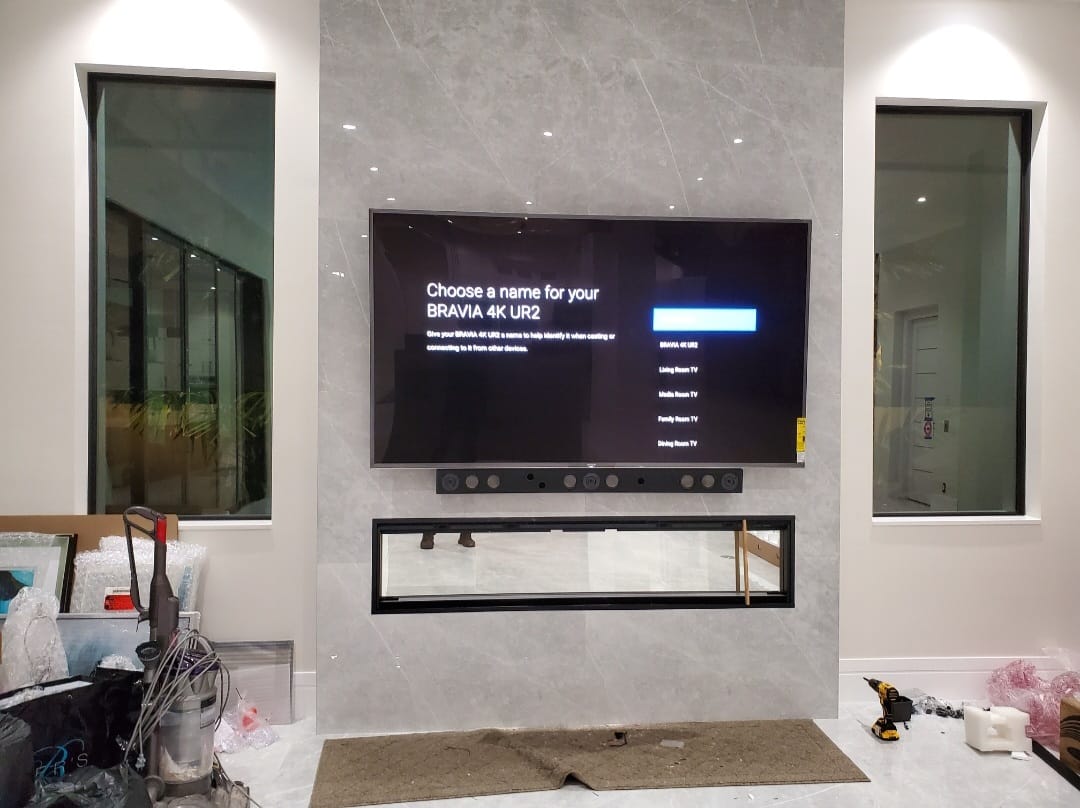 Choose a name for your
BRAVIA 4K UR2
Give your BRAVIA 4K UR2 a name to help identify it when casting or
connecting to it from other devices.
BRAVIA 4K UR2
Living Room TV
Media Room TV
Family Room TV
Dining Room TV